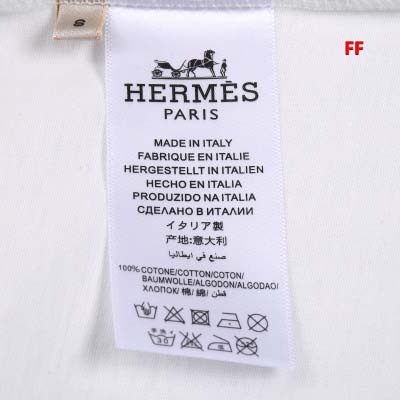 S
FF
HERMÈS
PARIS
MADE IN ITALY
FABRIQUE EN ITALIE
HERGESTELLT IN ITALIEN
HECHO EN ITALIA
PRODUZIDO NA ITALIA
СДЕЛАНО В ИТАЛИИ
イタリア製
产地:意大利
صنع في ايطاليا
100% COTONE/COTTON/COTON/
BAUMWOLLE/ALGODON/ALGODAO/
ХЛОПОК/ 棉/ 綿/ قطن/
30